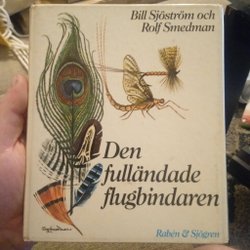 Bill Sjöström och
Rolf Smedman
Den
fulländade
flugbindaren
Rabén & Sjögren